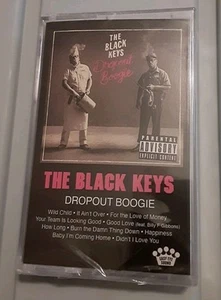 THE
BLACK KEYS
Dropout
Boogie
PARENTAL
ADVISORY
EXPLICIT CONTENT
THE BLACK KEYS
DROPOUT BOOGIE
Wild Child • It Ain't Over • For the Love of Money
Your Team Is Looking Good • Good Love (feat. Billy F Gibbons)
How Long • Burn the Damn Thing Down • Happiness
Baby I'm Coming Home • Didn't I Love You